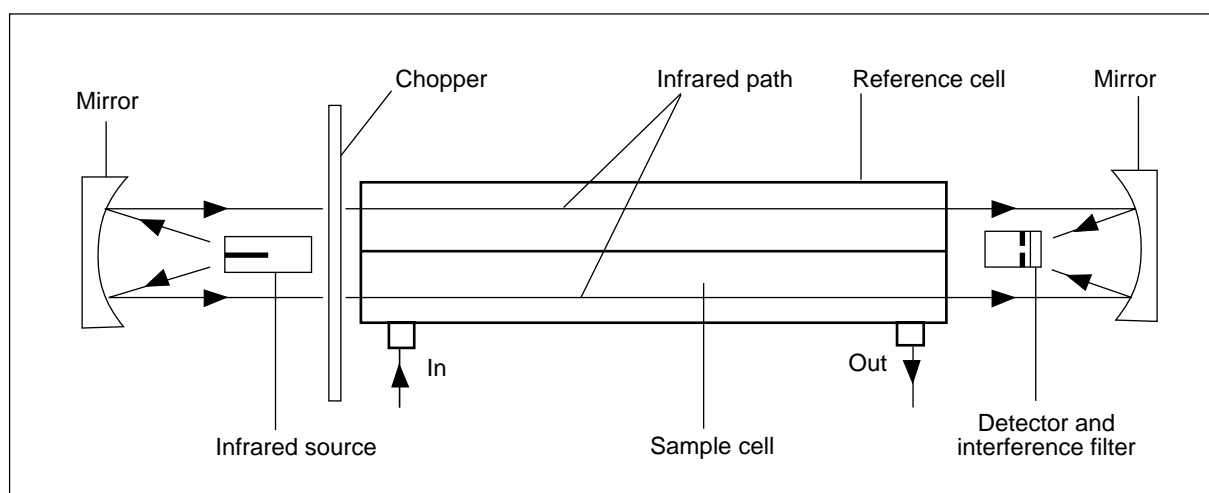 Chopper
Infrared path
Reference cell
Mirror
Mirror
In
Out
Infrared source
Sample cell
Detector and
interference filter